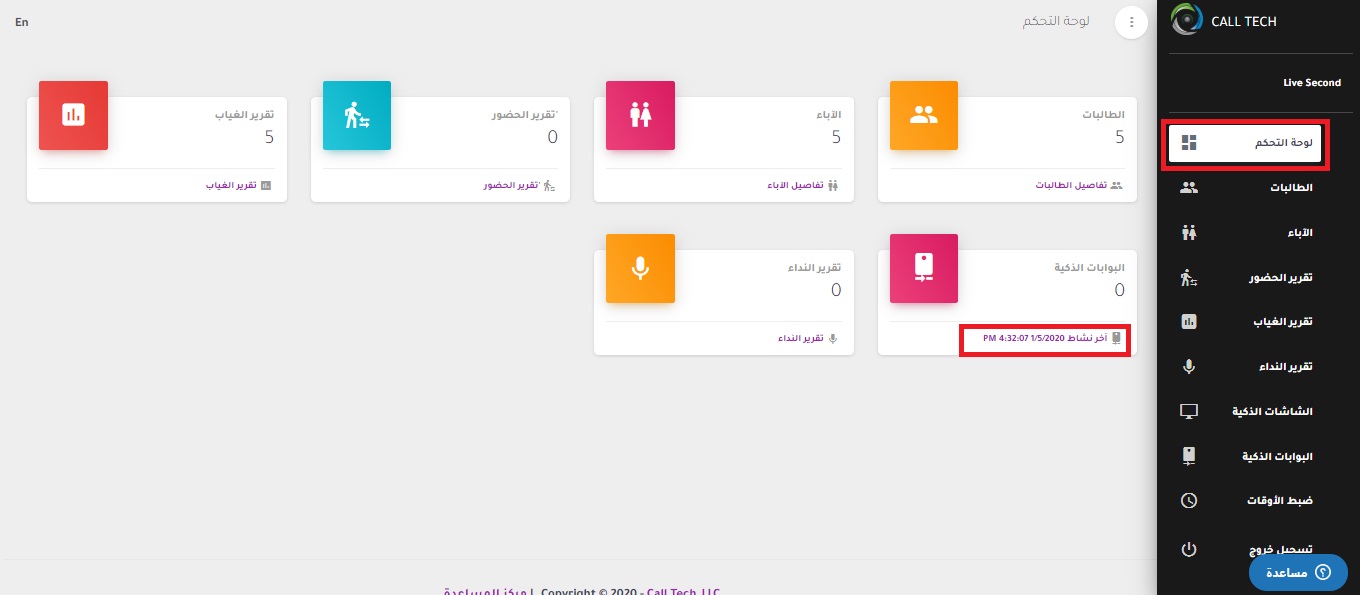 CALL TECH
Live Second
لوحة التحكم
الطالبات
الآباء
تقرير الحضور
تقرير الغياب
تقرير النداء
الشاشات الذكية
البوابات الذكية
ضبط الأوقات
تسجيل خروج
مساعدة
لوحة التحكم
En
الطالبات
5
تفاصيل الطالبات
الآباء
5
تفاصيل الآباء
'تقرير الحضور
0
'تقرير الحضور
تقرير الغياب
5
تقرير الغياب
البوابات الذكية
0
آخر نشاط 1/5/2020 4:32:07 PM
تقرير النداء
0
تقرير النداء
مركز المساعدة | Copyright © 2020 - Call Tech, LLC